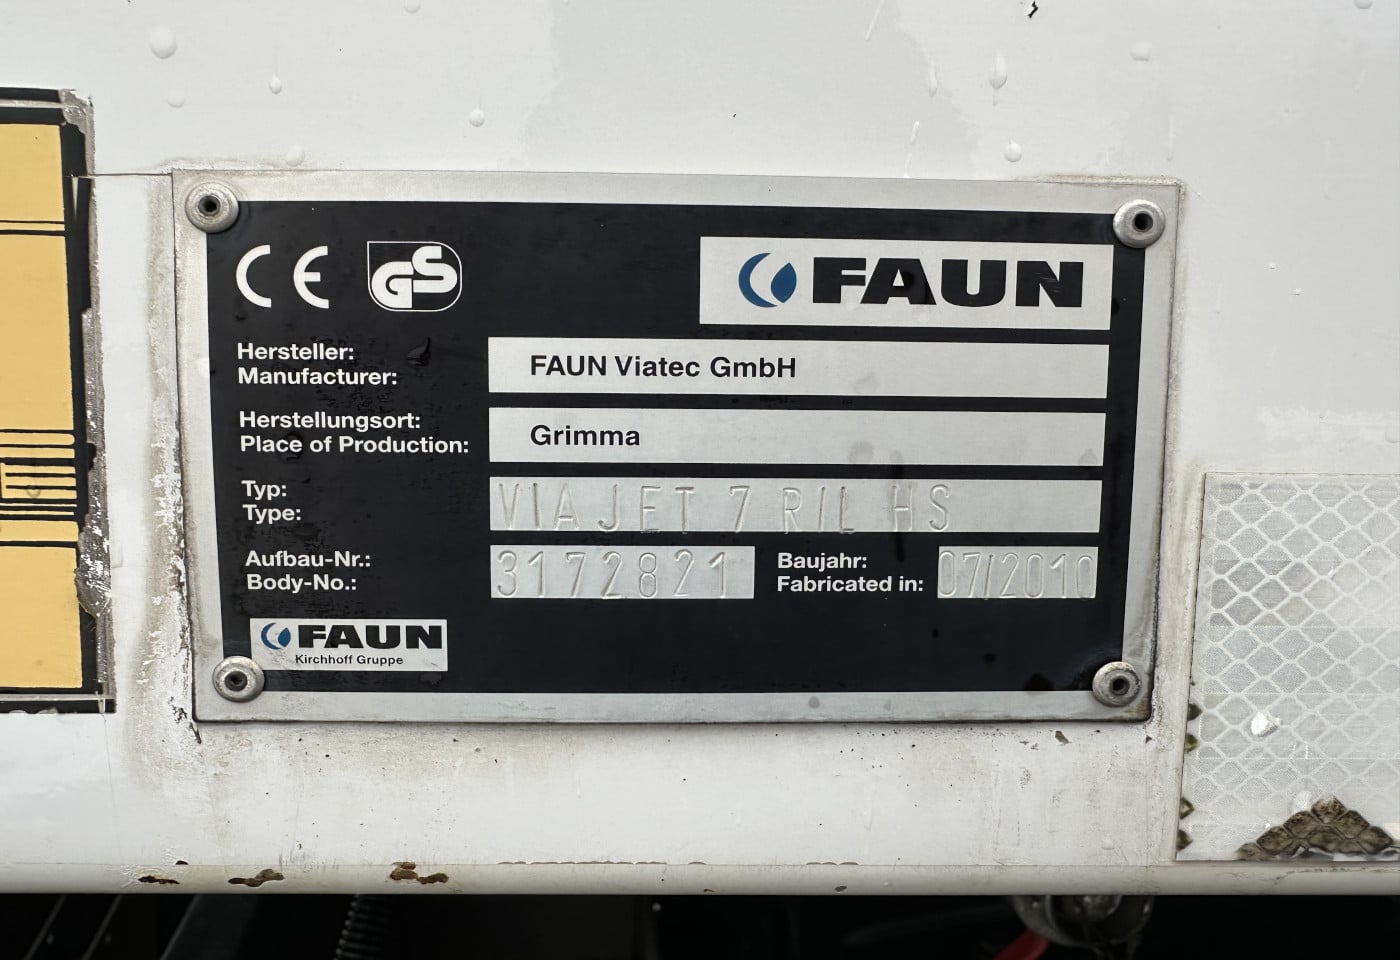 CE GS FAUN
Hersteller:
Manufacturer: FAUN Viatec GmbH
Herstellungsort:
Place of Production: Grimma
Typ:
Type: VIAJET 7 R/L HS
Aufbau-Nr.:
Body-No.: 3172821
Baujahr:
Fabricated in: 07/2010
FAUN
Kirchhoff Gruppe